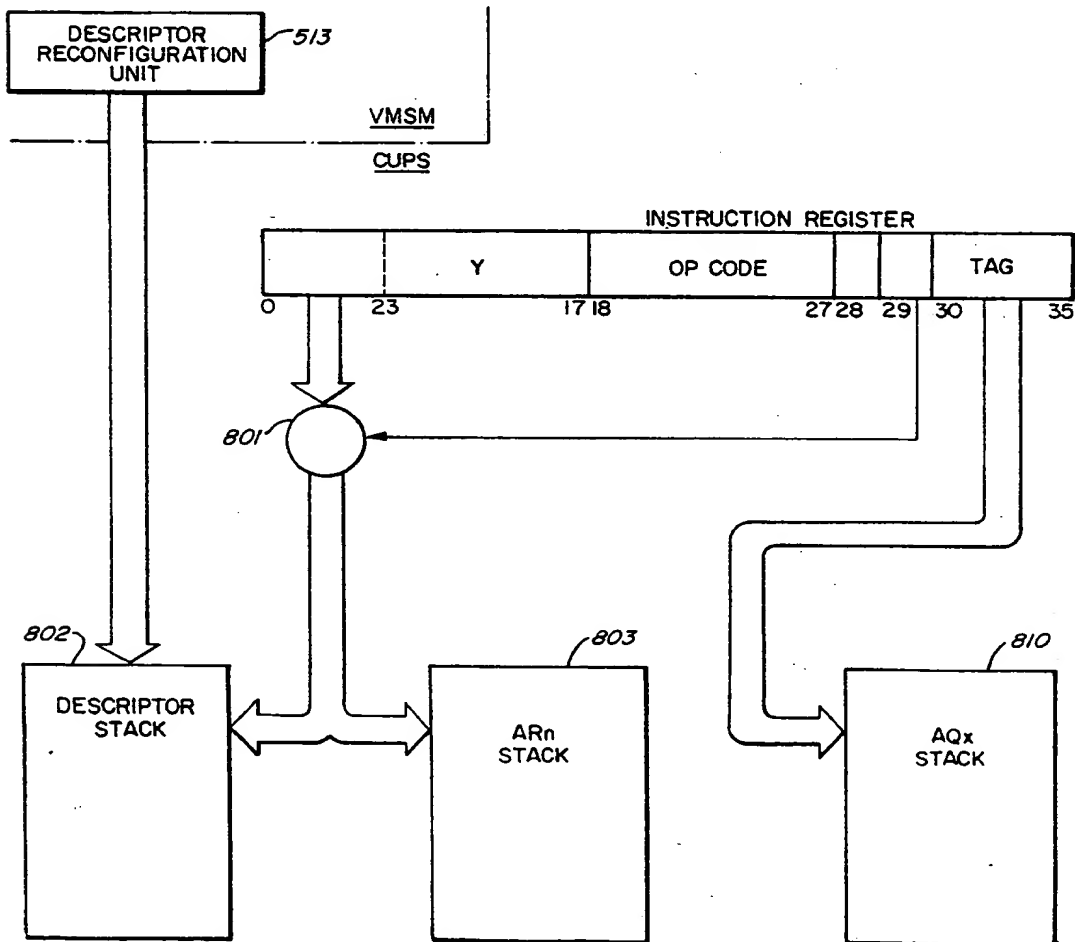 DESCRIPTOR
RECONFIGURATION
UNIT
513
VMSM
CUPS
INSTRUCTION REGISTER
Y OP CODE TAG
0 23 17 18 27 28 29 30 35
801
802
DESCRIPTOR
STACK
803
ARn
STACK
810
AQx
STACK